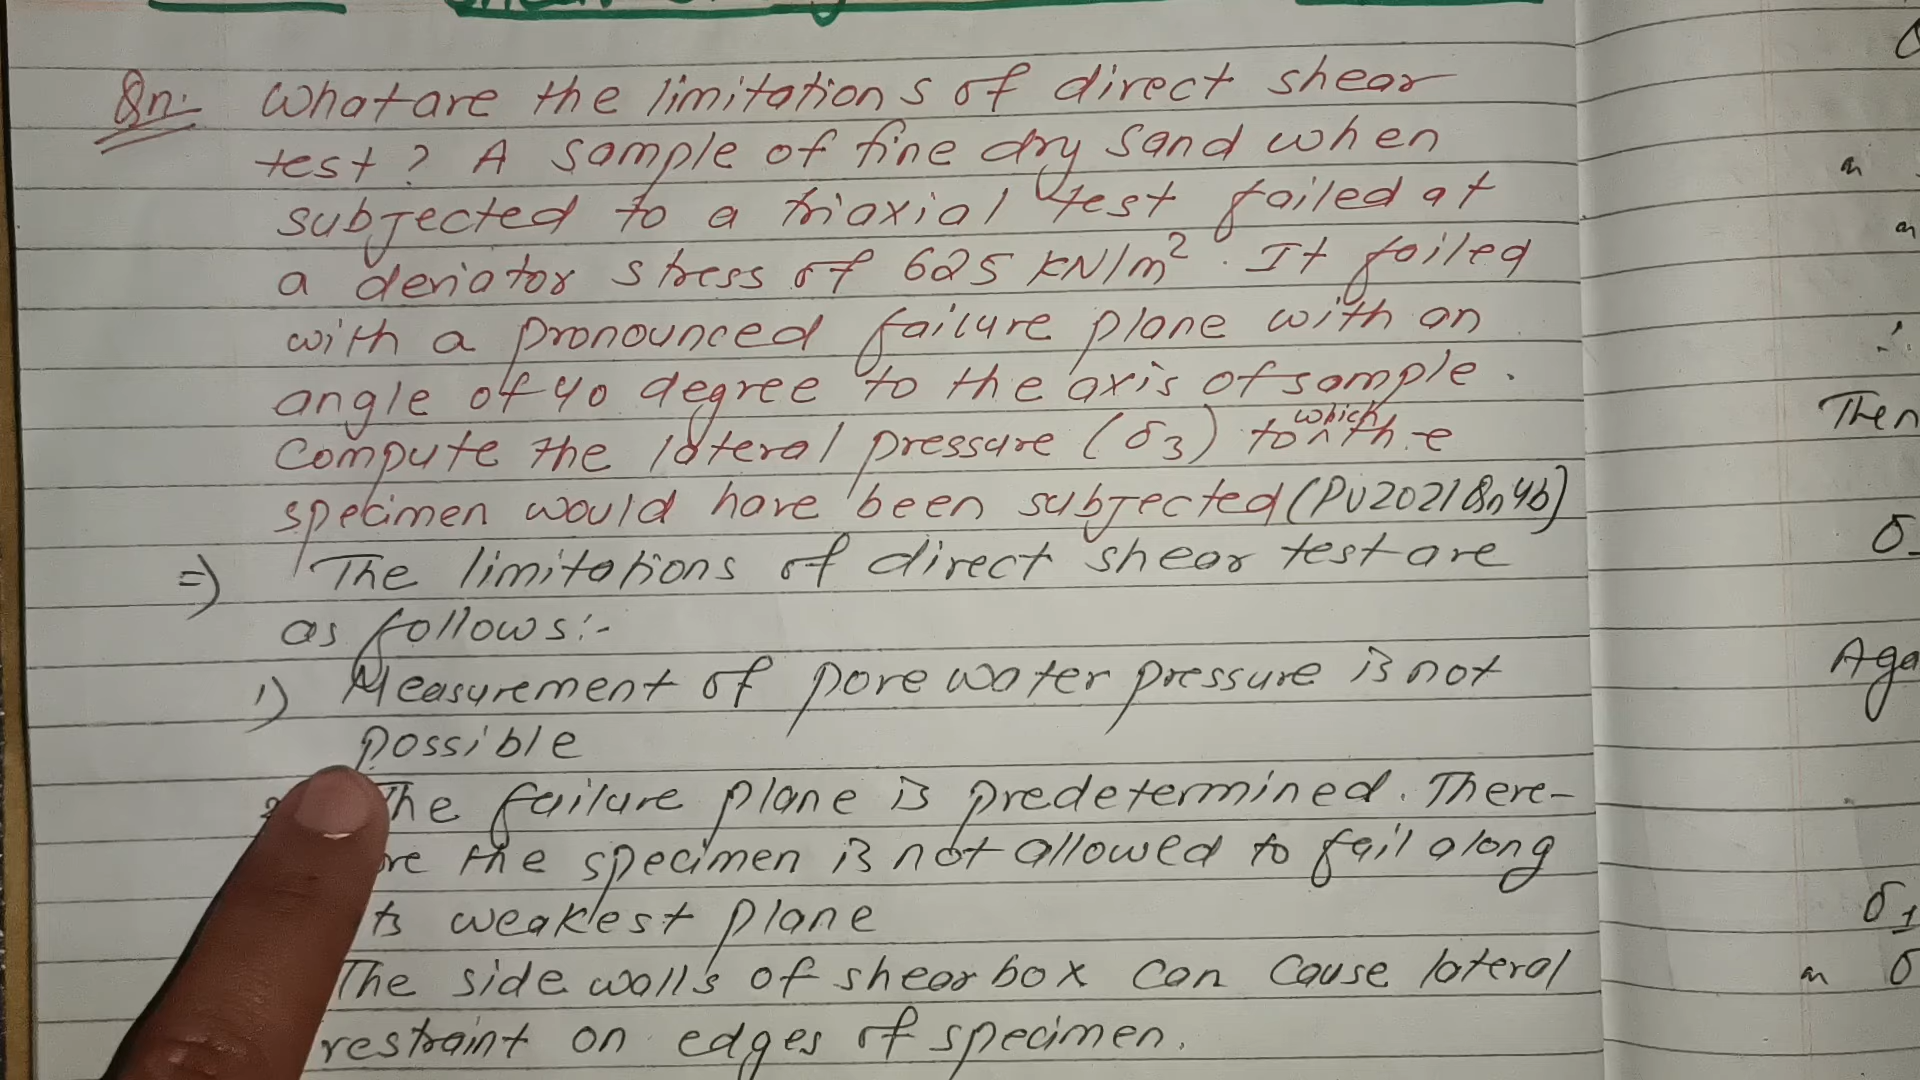 Qn:- What are the limitations of direct shear
test? A sample of fine dry sand when
subjected to a triaxial test failed at
a deviator stress of 625 KN/m². It failed
with a pronounced failure plane with an
angle of 40 degree to the axis of sample.
Compute the lateral pressure (σ3) to which the
specimen would have been subjected (PU2021Qn4b)
=) The limitations of direct shear test are
as follows:-
1) Measurement of pore water pressure is not
possible
The failure plane is predetermined. There-
re the specimen is not allowed to fail along
ts weakest plane
The side walls of shear box can cause lateral
restraint on edges of specimen.
Then
σ
Aga
σ1
σ